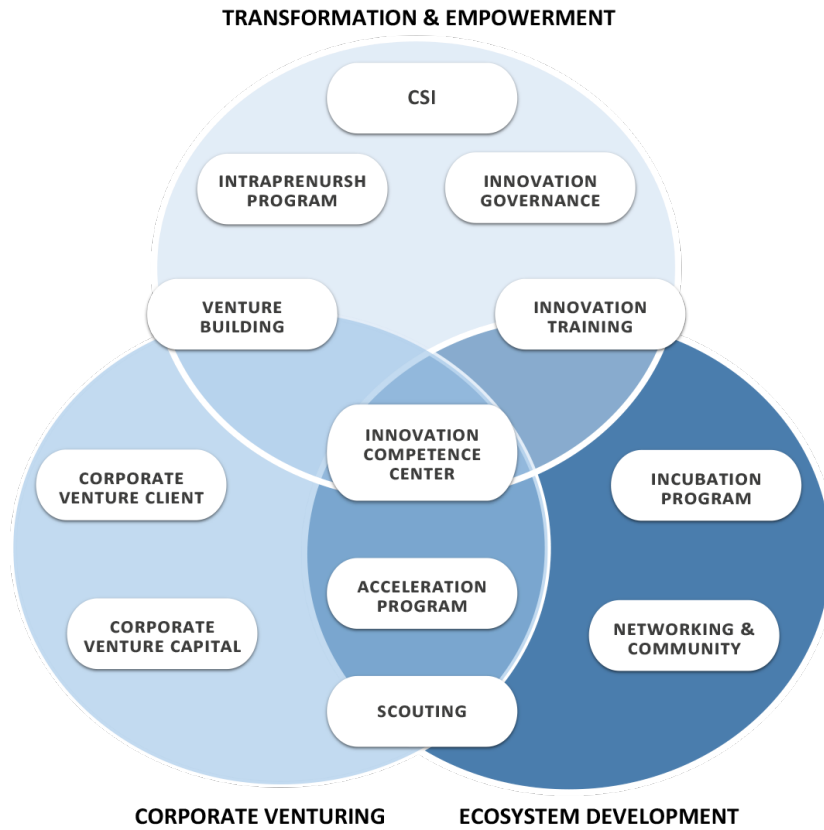 TRANSFORMATION & EMPOWERMENT
CSI
INTRAPRENURSH
PROGRAM
INNOVATION
GOVERNANCE
VENTURE
BUILDING
INNOVATION
TRAINING
INNOVATION
COMPETENCE
CENTER
CORPORATE
VENTURE CLIENT
INCUBATION
PROGRAM
ACCELERATION
PROGRAM
CORPORATE
VENTURE CAPITAL
NETWORKING &
COMMUNITY
SCOUTING
CORPORATE VENTURING
ECOSYSTEM DEVELOPMENT